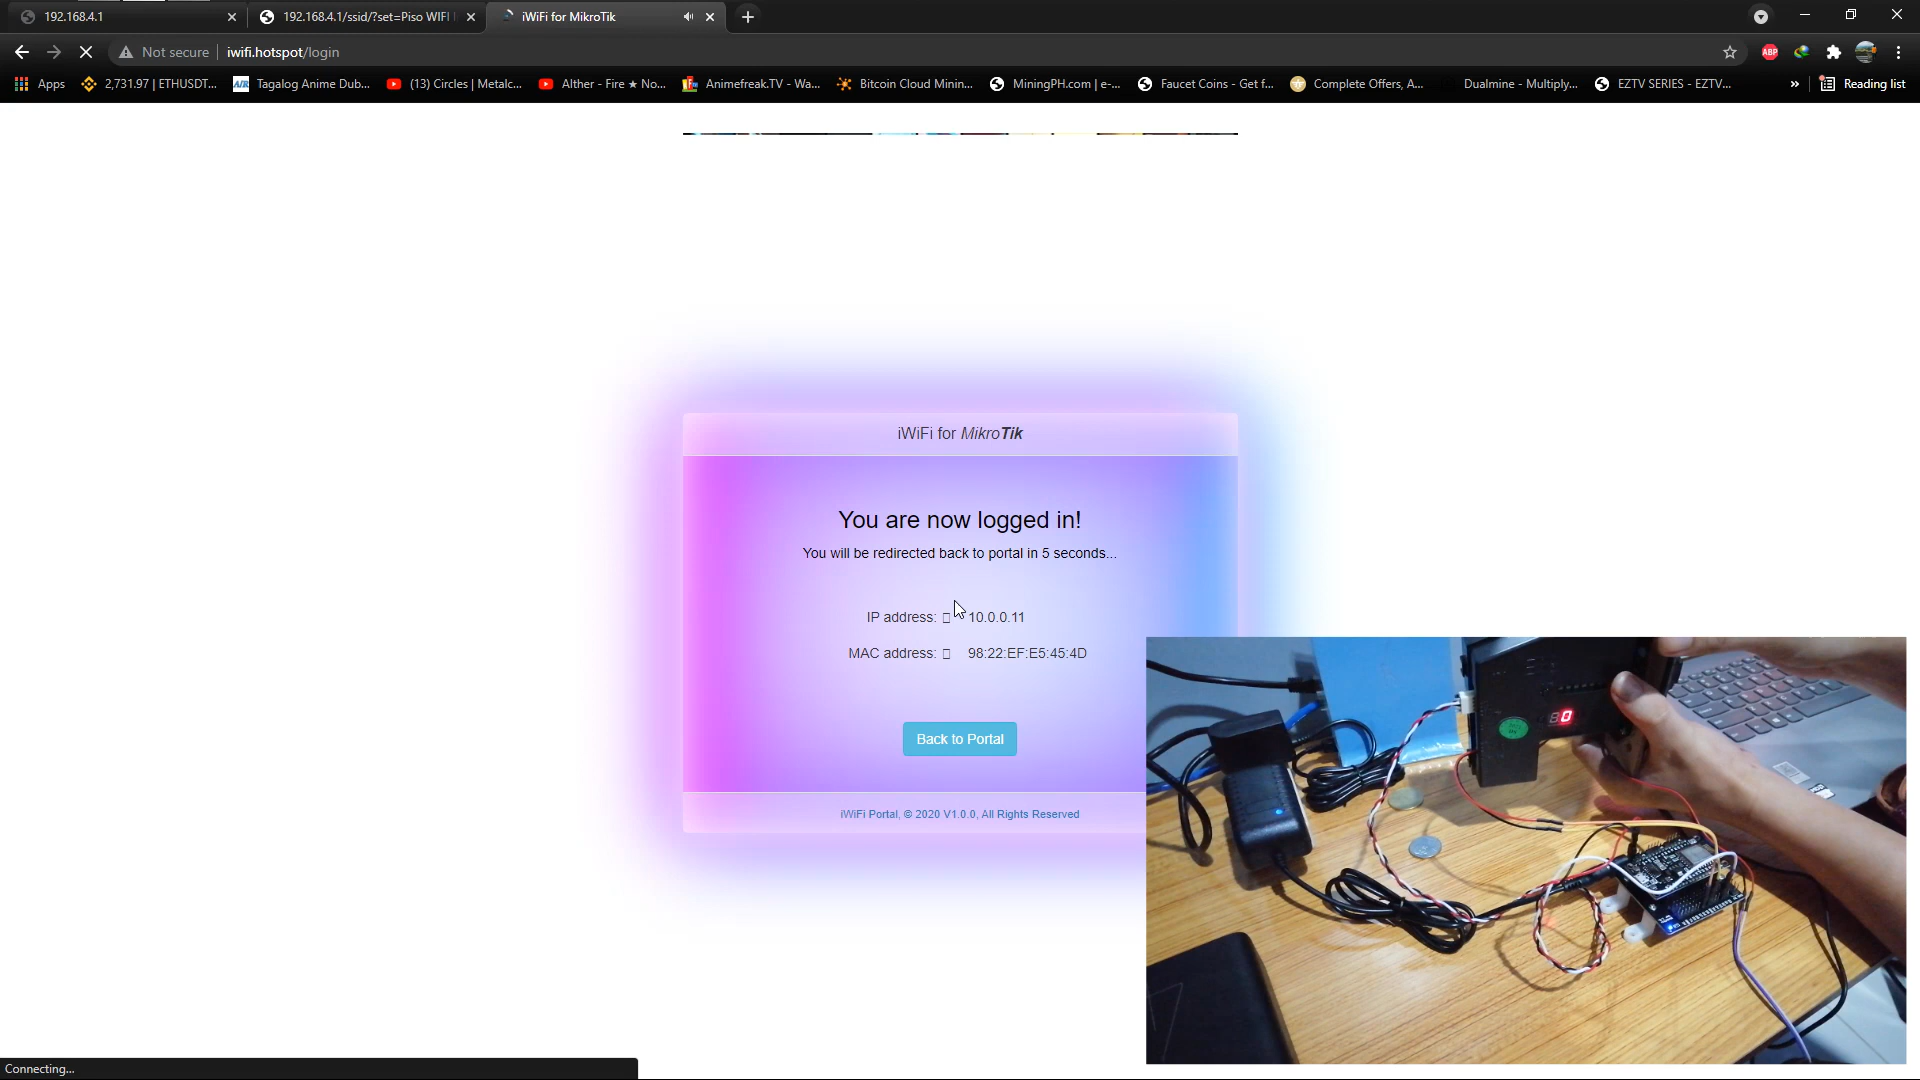 192.168.4.1
192.168.4.1/ssid/?set=Piso WIFI
iWiFi for MikroTik
Not secure
iwifi.hotspot/login
ABP
Apps
2,731.97 | ETHUSDT...
Tagalog Anime Dub...
(13) Circles | Metalc...
Alther - Fire ★ No...
Animefreak.TV - Wa...
Bitcoin Cloud Minin...
MiningPH.com | e-...
Faucet Coins - Get f...
Complete Offers, A...
Dualmine - Multiply...
EZTV SERIES - EZTV...
»
Reading list
iWiFi for MikroTik
You are now logged in!
You will be redirected back to portal in 5 seconds...
IP address: 10.0.0.11
MAC address: 98:22:EF:E5:45:4D
Back to Portal
iWiFi Portal, © 2020 V1.0.0, All Rights Reserved
0
Connecting...